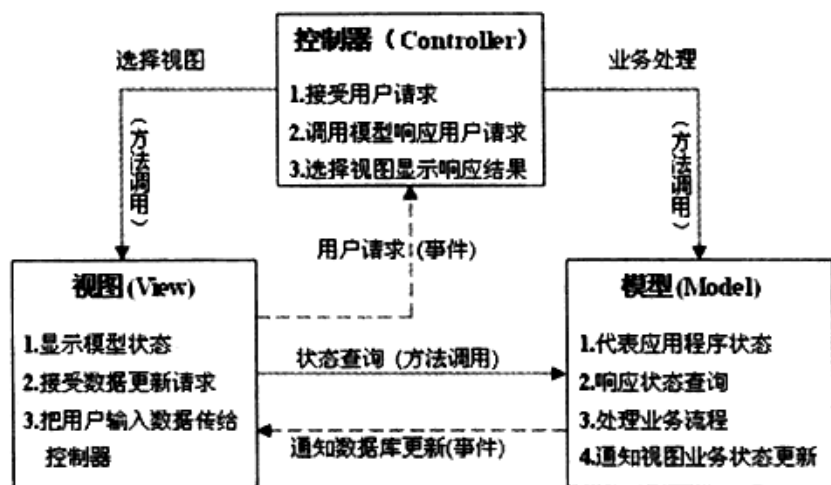 控制器（Controller）
1.接受用户请求
2.调用模型响应用户请求
3.选择视图显示响应结果
选择视图
业务处理
（方法调用）
（方法调用）
用户请求 (事件)
视图(View)
1.显示模型状态
2.接受数据更新请求
3.把用户输入数据传给
控制器
状态查询 (方法调用)
通知数据库更新(事件)
模型(Model)
1.代表应用程序状态
2.响应状态查询
3.处理业务流程
4.通知视图业务状态更新